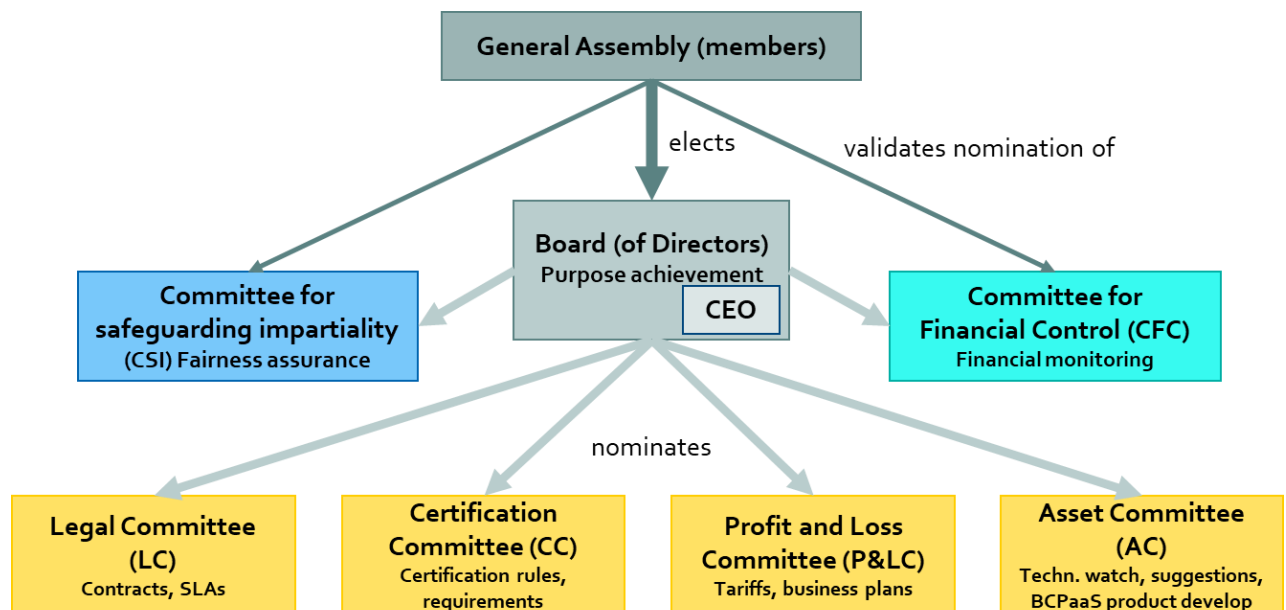 General Assembly (members)
elects
validates nomination of
Board (of Directors)
Purpose achievement
CEO
Committee for
safeguarding impartiality
(CSI) Fairness assurance
Committee for
Financial Control (CFC)
Financial monitoring
nominates
Legal Committee
(LC)
Contracts, SLAs
Certification
Committee (CC)
Certification rules,
requirements
Profit and Loss
Committee (P&LC)
Tariffs, business plans
Asset Committee
(AC)
Techn. watch, suggestions,
BCPaaS product develop